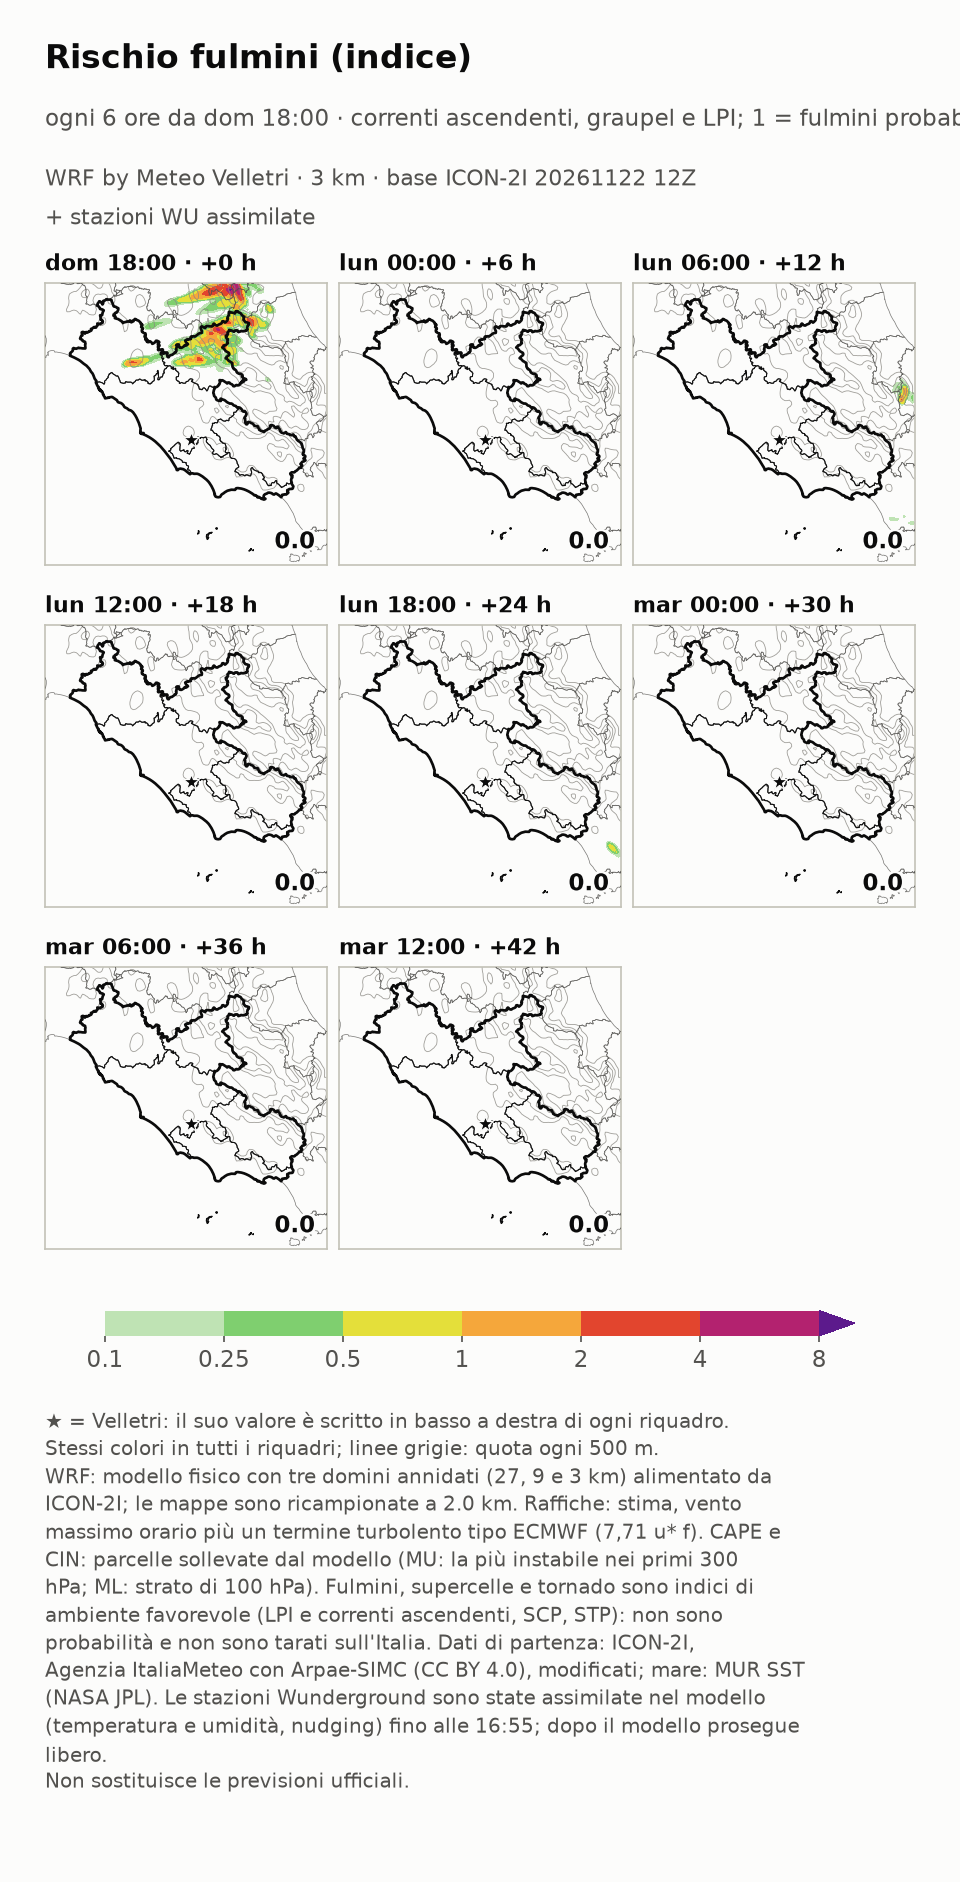 Rischio fulmini (indice)
ogni 6 ore da dom 18:00 · correnti ascendenti, graupel e LPI; 1 = fulmini probab
WRF by Meteo Velletri · 3 km · base ICON-2I 20261122 12Z
+ stazioni WU assimilate
dom 18:00 · +0 h
lun 00:00 · +6 h
lun 06:00 · +12 h
0.0
0.0
0.0
lun 12:00 · +18 h
lun 18:00 · +24 h
mar 00:00 · +30 h
0.0
0.0
0.0
mar 06:00 · +36 h
mar 12:00 · +42 h
0.0
0.0
0.1 0.25 0.5 1 2 4 8
★ = Velletri: il suo valore è scritto in basso a destra di ogni riquadro.
Stessi colori in tutti i riquadri; linee grigie: quota ogni 500 m.
WRF: modello fisico con tre domini annidati (27, 9 e 3 km) alimentato da
ICON-2I; le mappe sono ricampionate a 2.0 km. Raffiche: stima, vento
massimo orario più un termine turbolento tipo ECMWF (7,71 u* f). CAPE e
CIN: parcelle sollevate dal modello (MU: la più instabile nei primi 300
hPa; ML: strato di 100 hPa). Fulmini, supercelle e tornado sono indici di
ambiente favorevole (LPI e correnti ascendenti, SCP, STP): non sono
probabilità e non sono tarati sull'Italia. Dati di partenza: ICON-2I,
Agenzia ItaliaMeteo con Arpae-SIMC (CC BY 4.0), modificati; mare: MUR SST
(NASA JPL). Le stazioni Wunderground sono state assimilate nel modello
(temperatura e umidità, nudging) fino alle 16:55; dopo il modello prosegue
libero.
Non sostituisce le previsioni ufficiali.